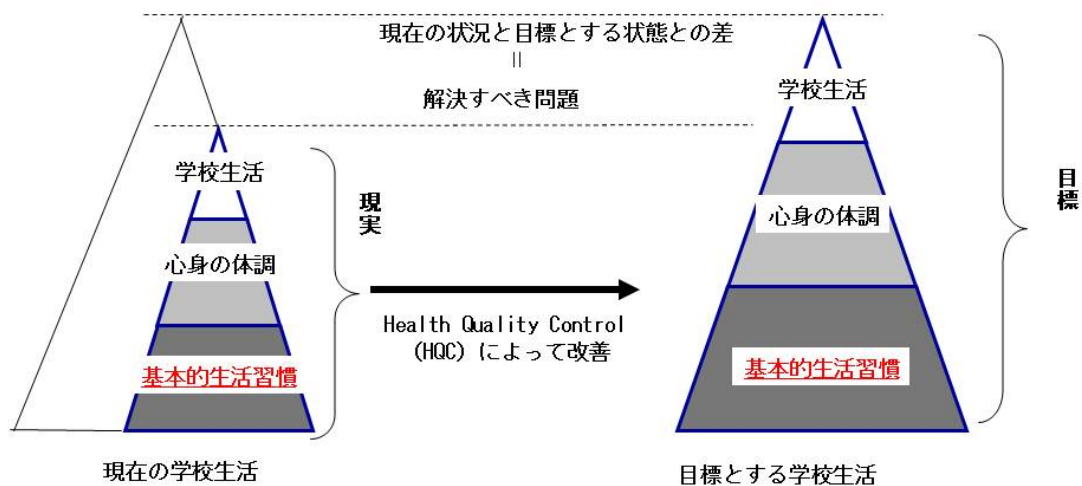 現在の状況と目標とする状態との差
=
解決すべき問題
学校生活
心身の体調
基本的生活習慣
現実
Health Quality Control
(HQC)によって改善
学校生活
心身の体調
基本的生活習慣
目標
現在の学校生活
目標とする学校生活